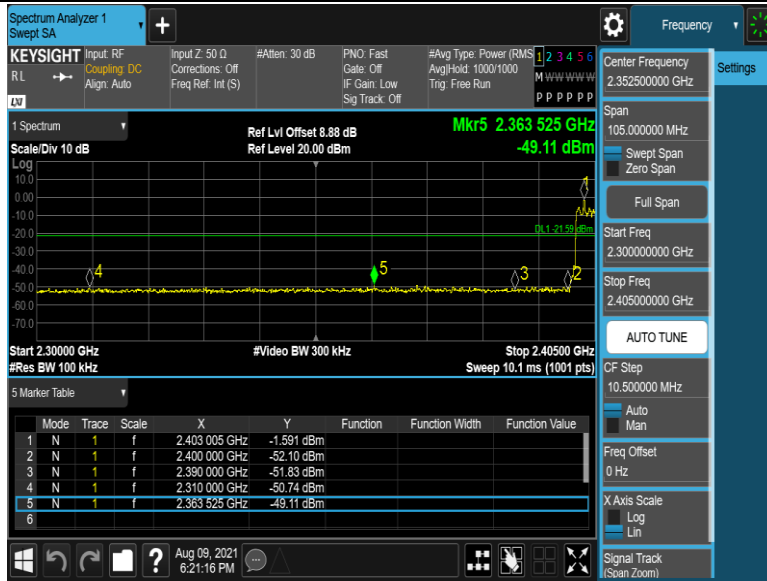 Spectrum Analyzer 1
Swept SA
Frequency
KEYSIGHT
RL
LXI
Input: RF
Coupling: DC
Align: Auto
Input Z: 50 Ω
Corrections: Off
Freq Ref: Int (S)
#Atten: 30 dB
PNO: Fast
Gate: Off
IF Gain: Low
Sig Track: Off
#Avg Type: Power (RMS
Avg|Hold: 1000/1000
Trig: Free Run
1 2 3 4 5 6
M W W W W W
P P P P P P
1 Spectrum
Scale/Div 10 dB
Ref Lvl Offset 8.88 dB
Ref Level 20.00 dBm
Mkr5 2.363 525 GHz
-49.11 dBm
Log
10.0
0.00
-10.0
-20.0
-30.0
-40.0
-50.0
-60.0
-70.0
DL1 -21.59 dBm
1
4
5
3
2
Start 2.30000 GHz
#Video BW 300 kHz
Stop 2.40500 GHz
#Res BW 100 kHz
Sweep 10.1 ms (1001 pts)
5 Marker Table
Mode Trace Scale X Y Function Function Width Function Value
1 N 1 f 2.403 005 GHz -1.591 dBm
2 N 1 f 2.400 000 GHz -52.10 dBm
3 N 1 f 2.390 000 GHz -51.83 dBm
4 N 1 f 2.310 000 GHz -50.74 dBm
5 N 1 f 2.363 525 GHz -49.11 dBm
6
?
Aug 09, 2021
6:21:16 PM
Settings
Center Frequency
2.352500000 GHz
Span
105.000000 MHz
Swept Span
Zero Span
Full Span
Start Freq
2.300000000 GHz
Stop Freq
2.405000000 GHz
AUTO TUNE
CF Step
10.500000 MHz
Auto
Man
Freq Offset
0 Hz
X Axis Scale
Log
Lin
Signal Track
(Span Zoom)